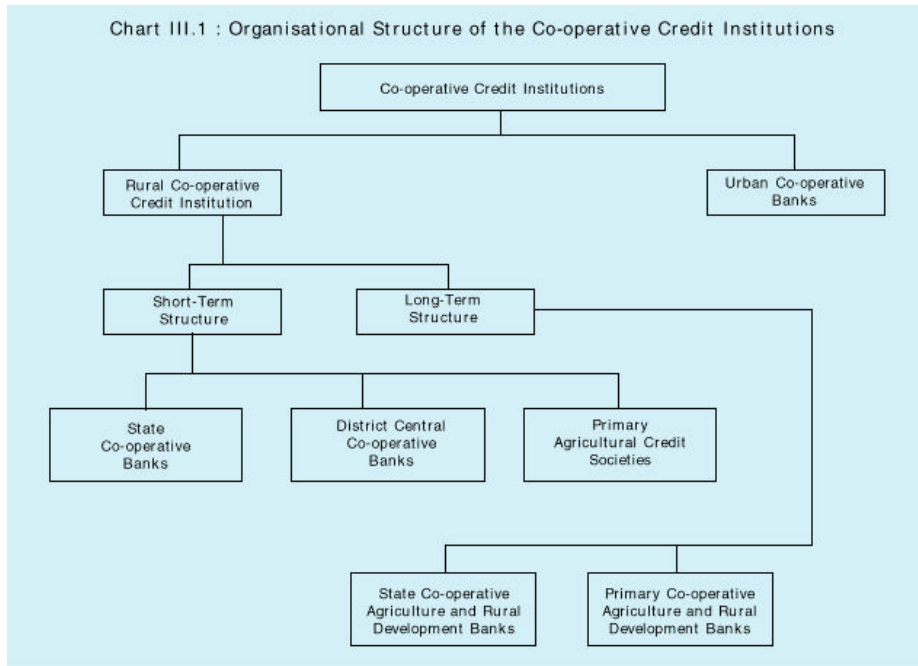 Chart III.1 : Organisational Structure of the Co-operative Credit Institutions
Co-operative Credit Institutions
Rural Co-operative
Credit Institution
Urban Co-operative
Banks
Short-Term
Structure
Long-Term
Structure
State
Co-operative
Banks
District Central
Co-operative
Banks
Primary
Agricultural Credit
Societies
State Co-operative
Agriculture and Rural
Development Banks
Primary Co-operative
Agriculture and Rural
Development Banks